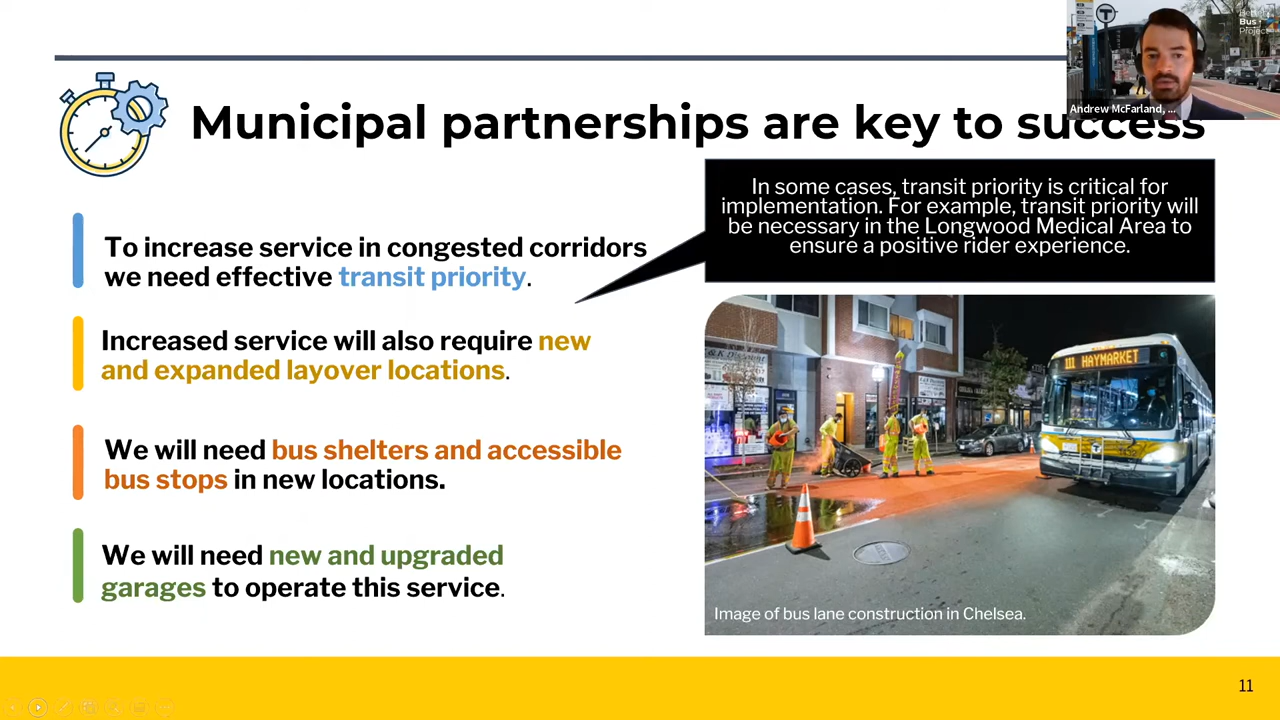 Municipal partnerships are key to success
Andrew McFarland, ...
Bus
Project
In some cases, transit priority is critical for
implementation. For example, transit priority will
be necessary in the Longwood Medical Area to
ensure a positive rider experience.
To increase service in congested corridors
we need effective transit priority.
Increased service will also require new
and expanded layover locations.
We will need bus shelters and accessible
bus stops in new locations.
We will need new and upgraded
garages to operate this service.
111 HAYMARKET
T
Image of bus lane construction in Chelsea.
11